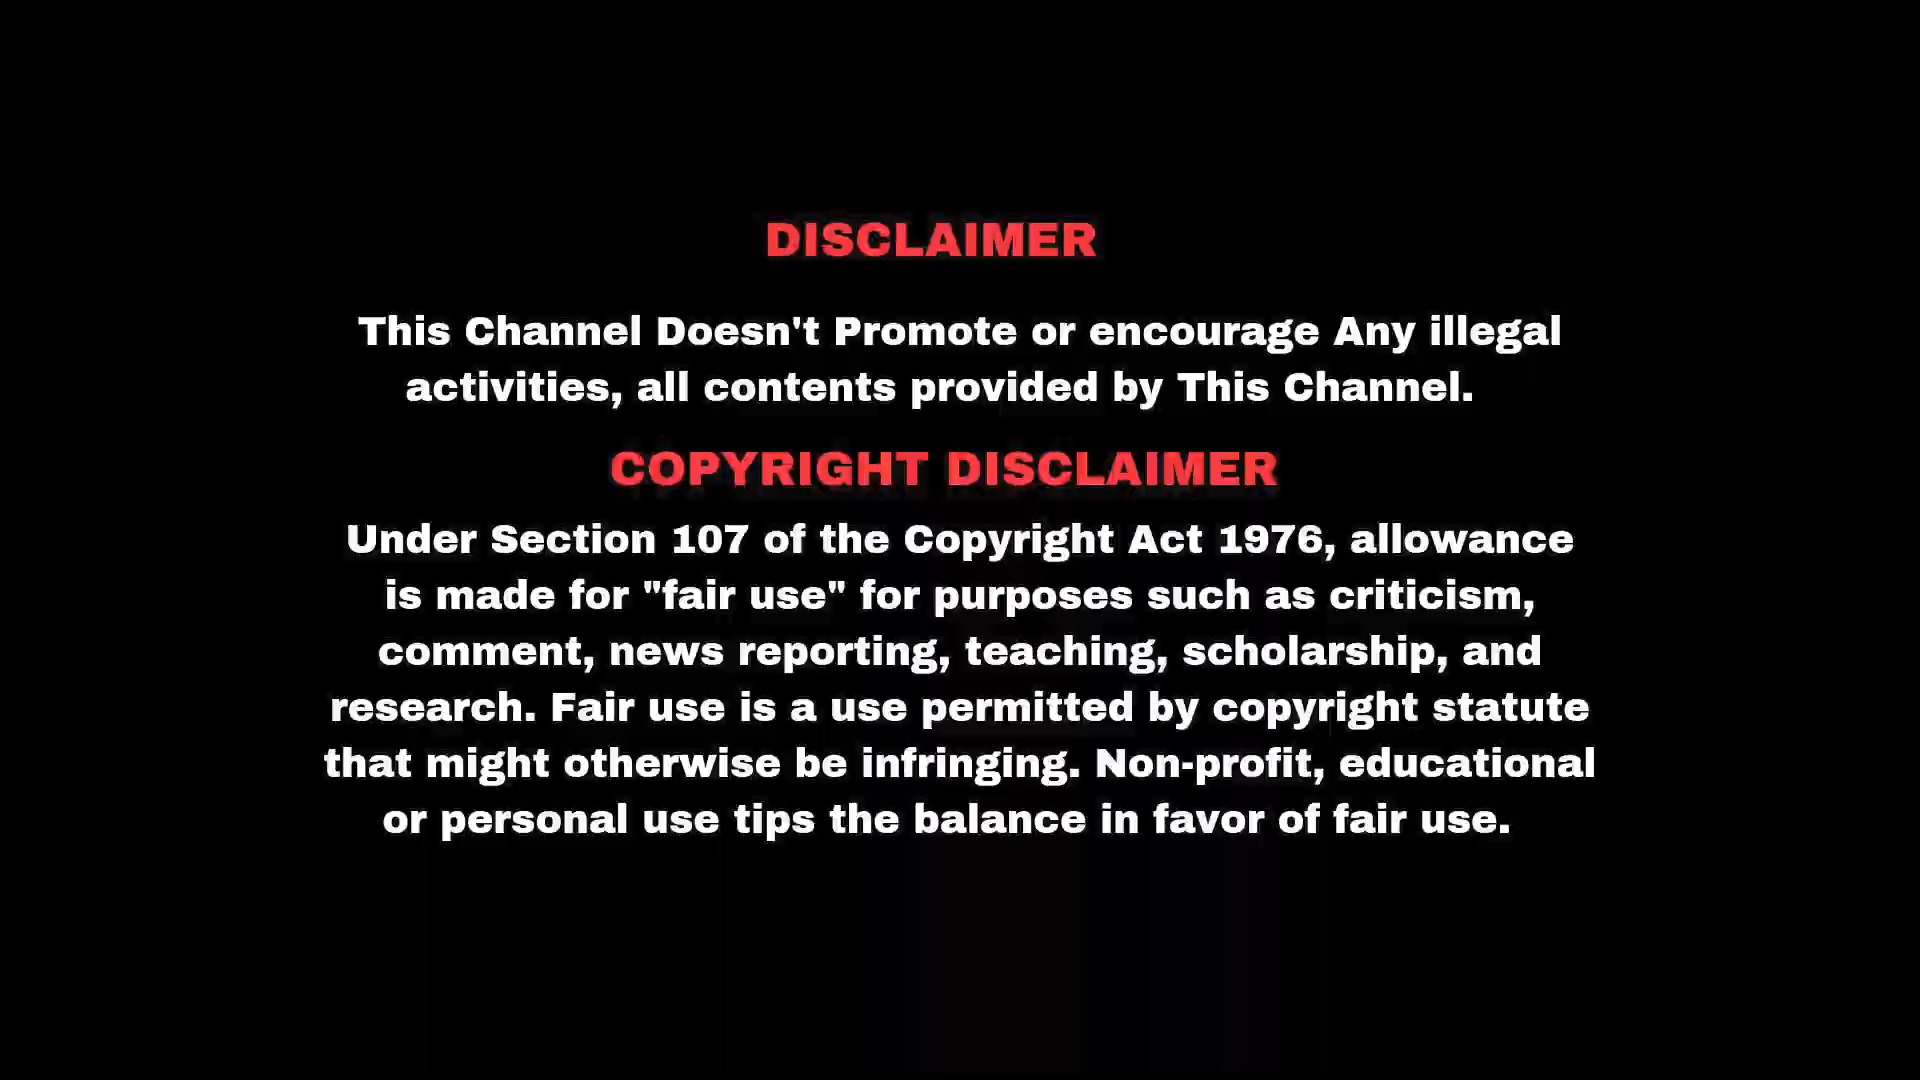 DISCLAIMER
This Channel Doesn't Promote or encourage Any illegal
activities, all contents provided by This Channel.
COPYRIGHT DISCLAIMER
Under Section 107 of the Copyright Act 1976, allowance
is made for "fair use" for purposes such as criticism,
comment, news reporting, teaching, scholarship, and
research. Fair use is a use permitted by copyright statute
that might otherwise be infringing. Non-profit, educational
or personal use tips the balance in favor of fair use.